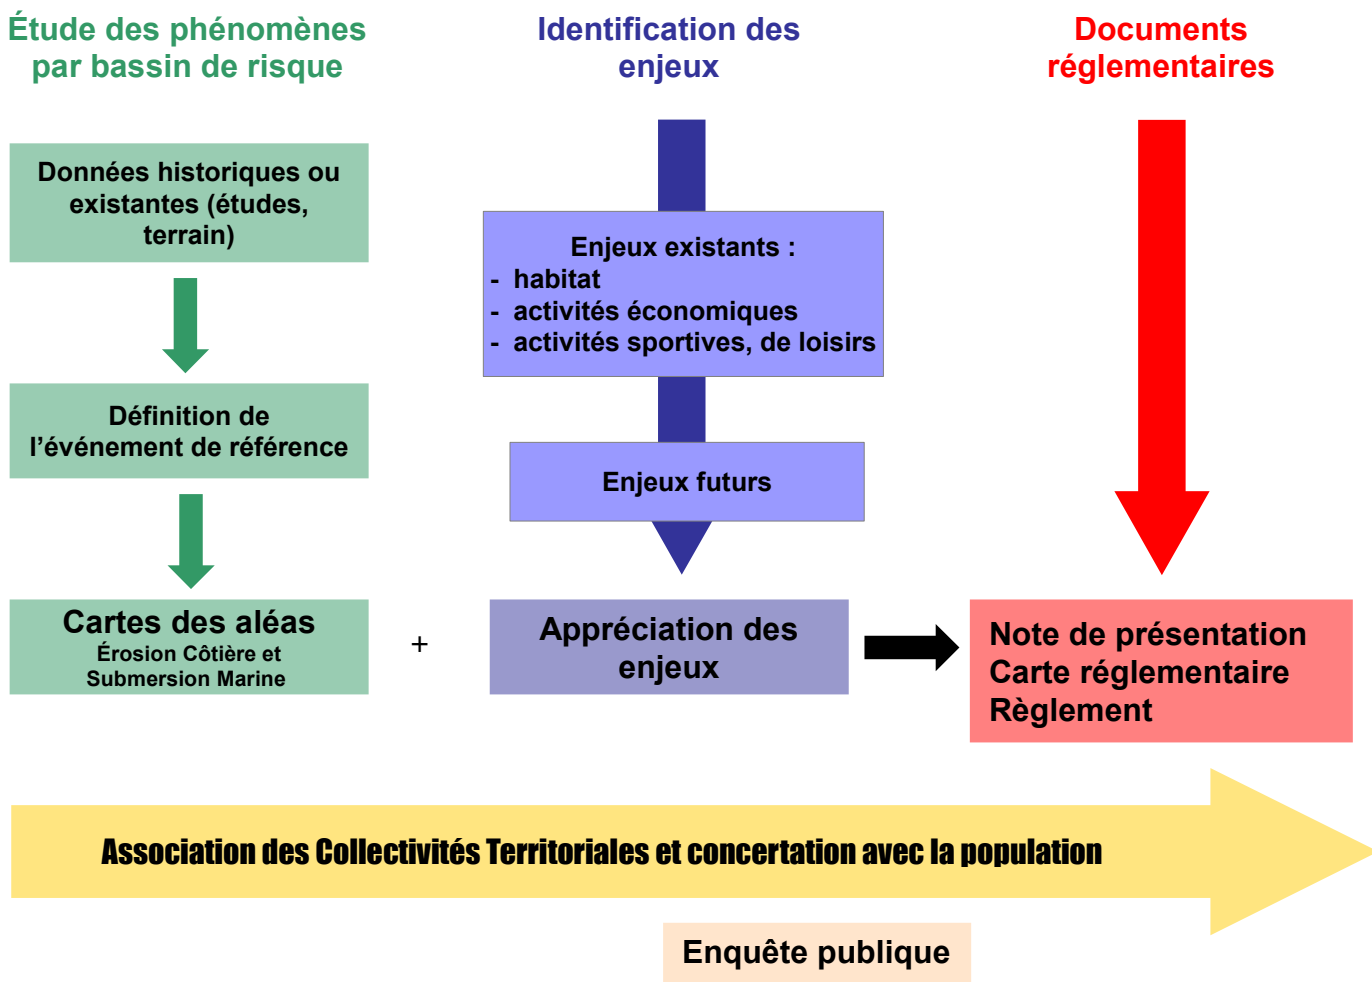 Étude des phénomènes
par bassin de risque
Données historiques ou
existantes (études,
terrain)
Définition de
l’événement de référence
Cartes des aléas
Érosion Côtière et
Submersion Marine
+
Identification des
enjeux
Enjeux existants :
- habitat
- activités économiques
- activités sportives, de loisirs
Enjeux futurs
Appréciation des
enjeux
Documents
réglementaires
Note de présentation
Carte réglementaire
Règlement
Association des Collectivités Territoriales et concertation avec la population
Enquête publique